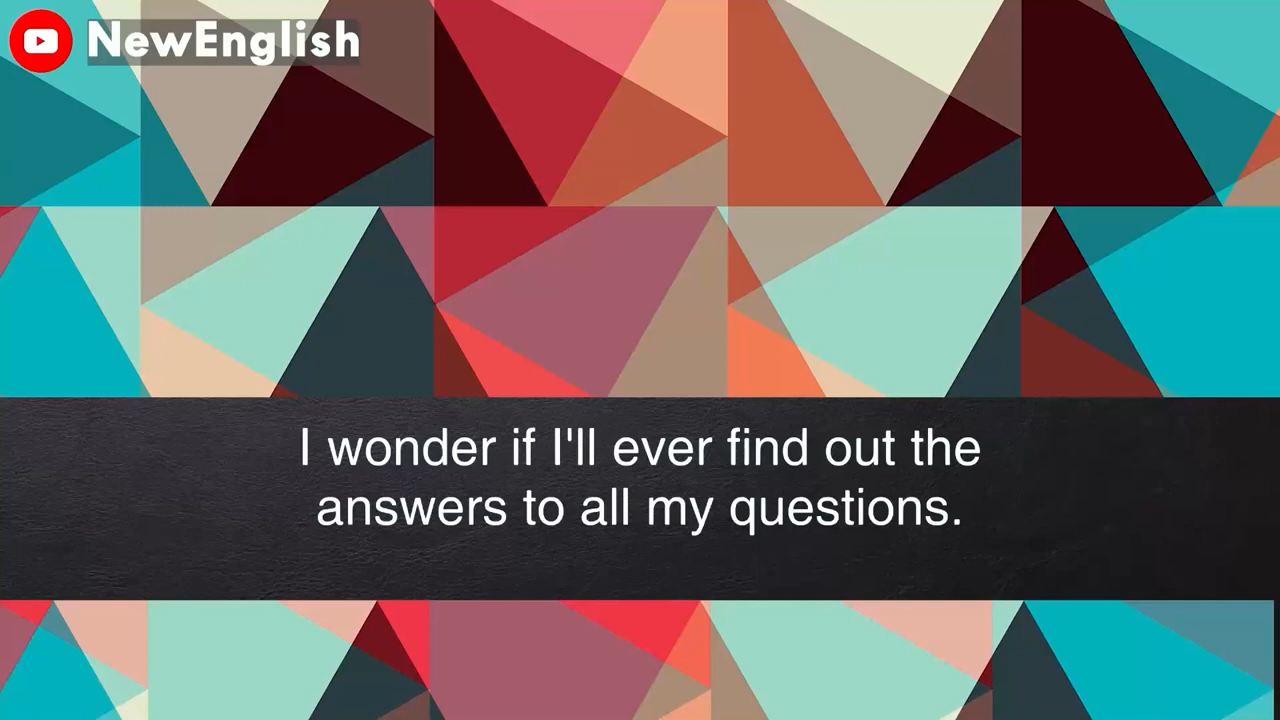 NewEnglish
I wonder if I'll ever find out the
answers to all my questions.